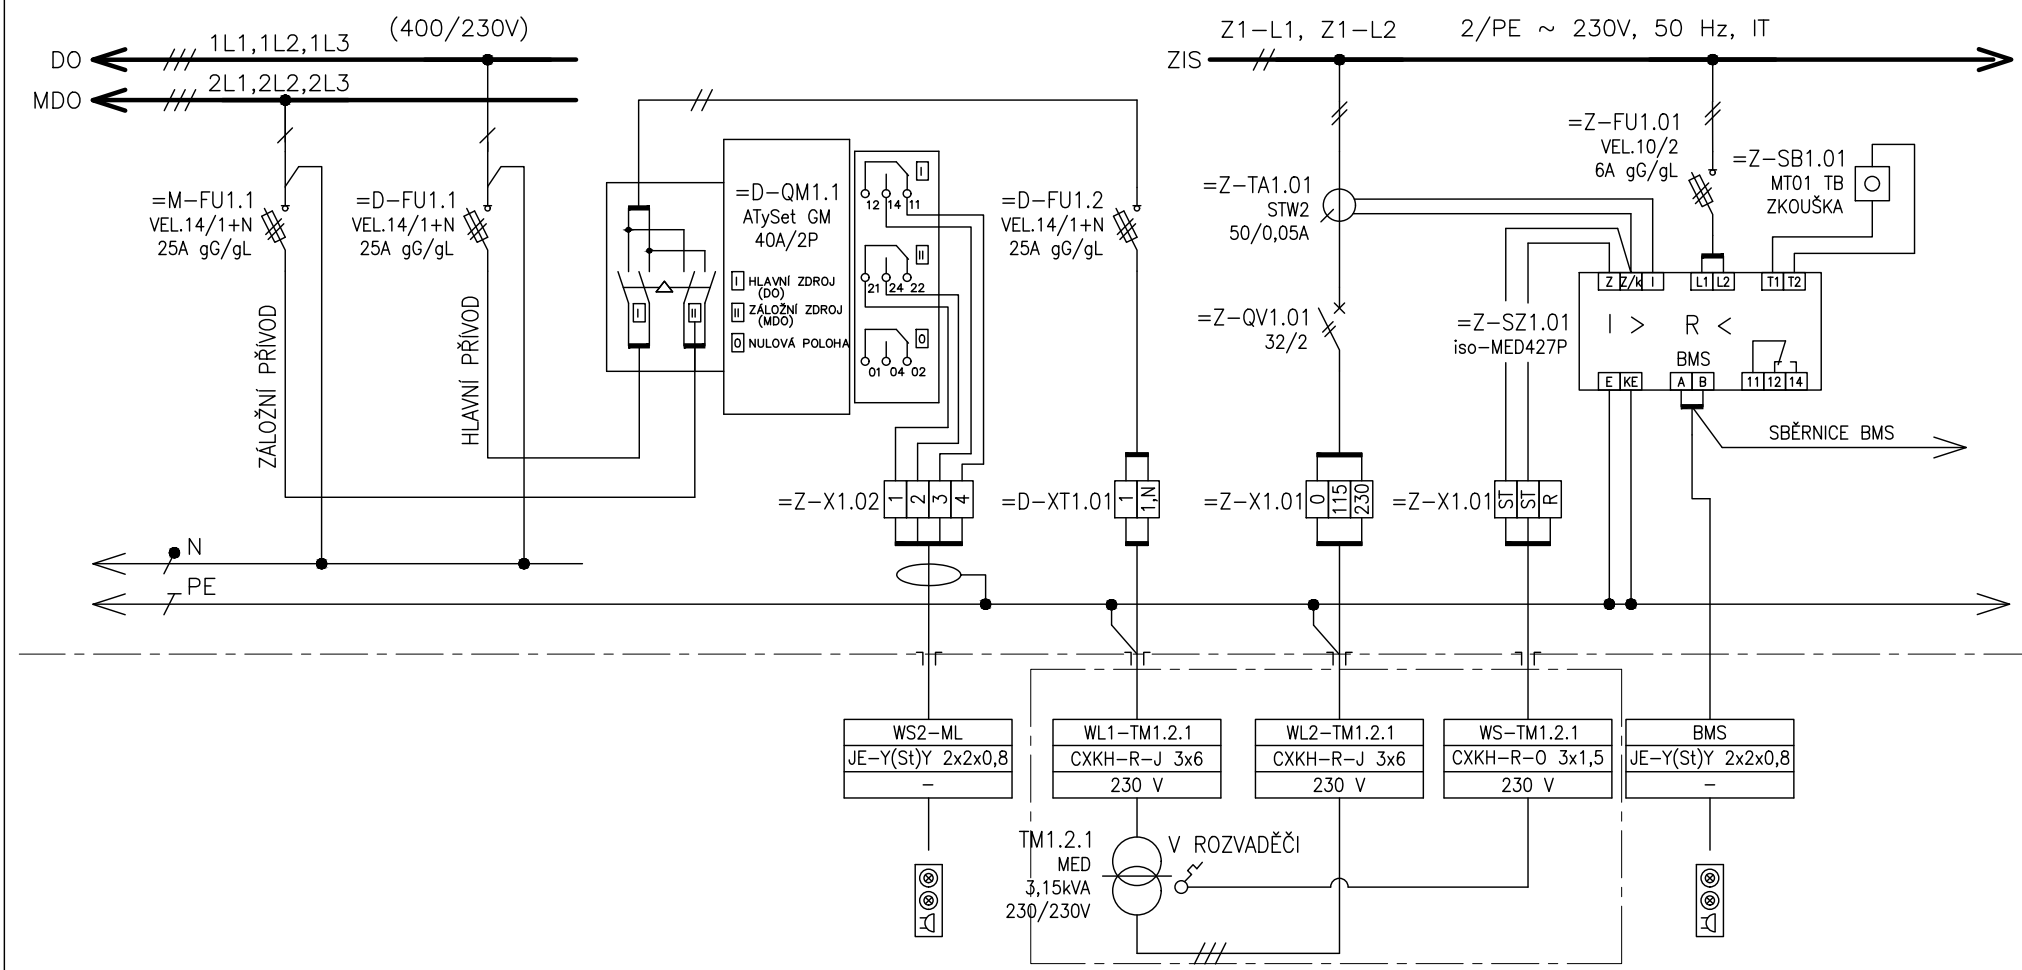 (400/230V)
DO
1L1,1L2,1L3
MDO
2L1,2L2,2L3
Z1-L1, Z1-L2
2/PE ~ 230V, 50 Hz, IT
ZIS
=M-FU1.1
VEL.14/1+N
25A gG/gL
=D-FU1.1
VEL.14/1+N
25A gG/gL
ZÁLOŽNÍ PŘÍVOD
HLAVNÍ PŘÍVOD
I
II
=D-QM1.1
ATySet GM
40A/2P
I HLAVNÍ ZDROJ
(DO)
II ZÁLOŽNÍ ZDROJ
(MDO)
0 NULOVÁ POLOHA
I
12 14 11
II
21 24 22
0
01 04 02
=D-FU1.2
VEL.14/1+N
25A gG/gL
=Z-TA1.01
STW2
50/0,05A
=Z-QV1.01
32/2
=Z-FU1.01
VEL.10/2
6A gG/gL
=Z-SB1.01
MT01 TB
ZKOUŠKA
=Z-SZ1.01
iso-MED427P
Z Z/k I L1 L2 T1 T2
I > R <
BMS
E KE A B 11 12 14
SBĚRNICE BMS
=Z-X1.02
1 2 3 4
=D-XT1.01
1 1,N
=Z-X1.01
0 115 230
=Z-X1.01
ST ST R
N
PE
WS2-ML
JE-Y(St)Y 2x2x0,8
-
WL1-TM1.2.1
CXKH-R-J 3x6
230 V
WL2-TM1.2.1
CXKH-R-J 3x6
230 V
WS-TM1.2.1
CXKH-R-O 3x1,5
230 V
BMS
JE-Y(St)Y 2x2x0,8
-
TM1.2.1
MED
3,15kVA
230/230V
V ROZVADĚČI